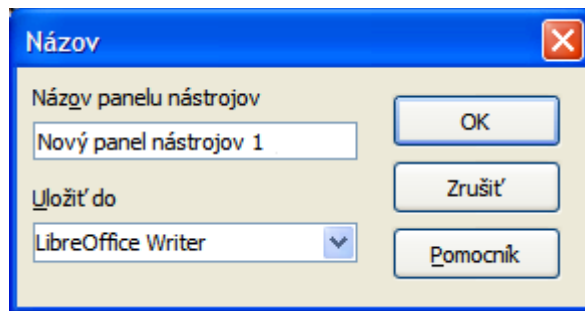 Názov
Názov panelu nástrojov
Nový panel nástrojov 1
Uložiť do
LibreOffice Writer
OK
Zrušiť
Pomocník